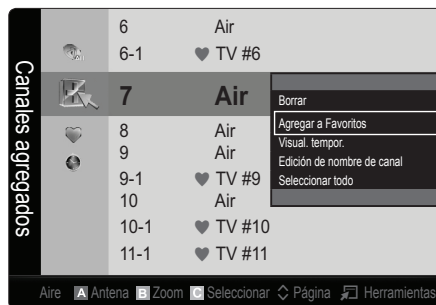 Canales agregados
6 Air
6-1 ♥ TV #6
7 Air
8 Air
9 Air
9-1 ♥ TV #9
10 Air
10-1 ♥ TV #10
11-1 ♥ TV #11
Borrar
Agregar a Favoritos
Visual. tempor.
Edición de nombre de canal
Seleccionar todo
Aire A Antena B Zoom C Seleccionar Página Herramientas